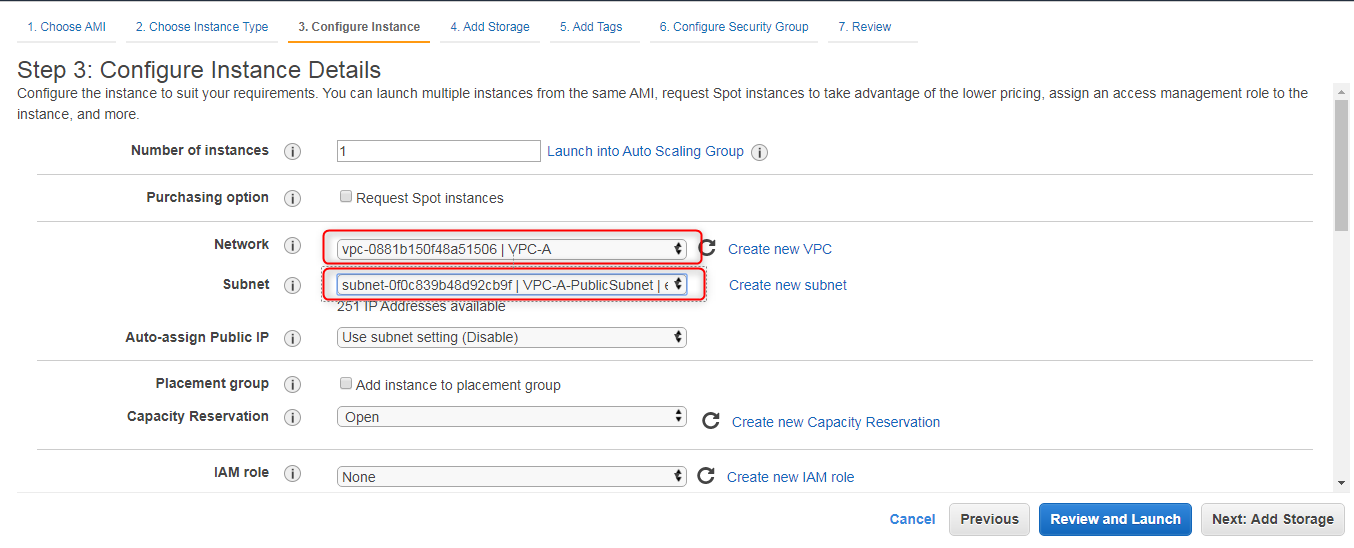 1. Choose AMI 2. Choose Instance Type 3. Configure Instance 4. Add Storage 5. Add Tags 6. Configure Security Group 7. Review
Step 3: Configure Instance Details
Configure the instance to suit your requirements. You can launch multiple instances from the same AMI, request Spot instances to take advantage of the lower pricing, assign an access management role to the
instance, and more.
Number of instances i 1 Launch into Auto Scaling Group i
Purchasing option i Request Spot instances
Network i vpc-0881b150f48a51506 | VPC-A Create new VPC
Subnet i subnet-0f0c839b48d92cb9f | VPC-A-PublicSubnet | e Create new subnet
251 IP Addresses available
Auto-assign Public IP i Use subnet setting (Disable)
Placement group i Add instance to placement group
Capacity Reservation i Open Create new Capacity Reservation
IAM role i None Create new IAM role
Cancel Previous Review and Launch Next: Add Storage